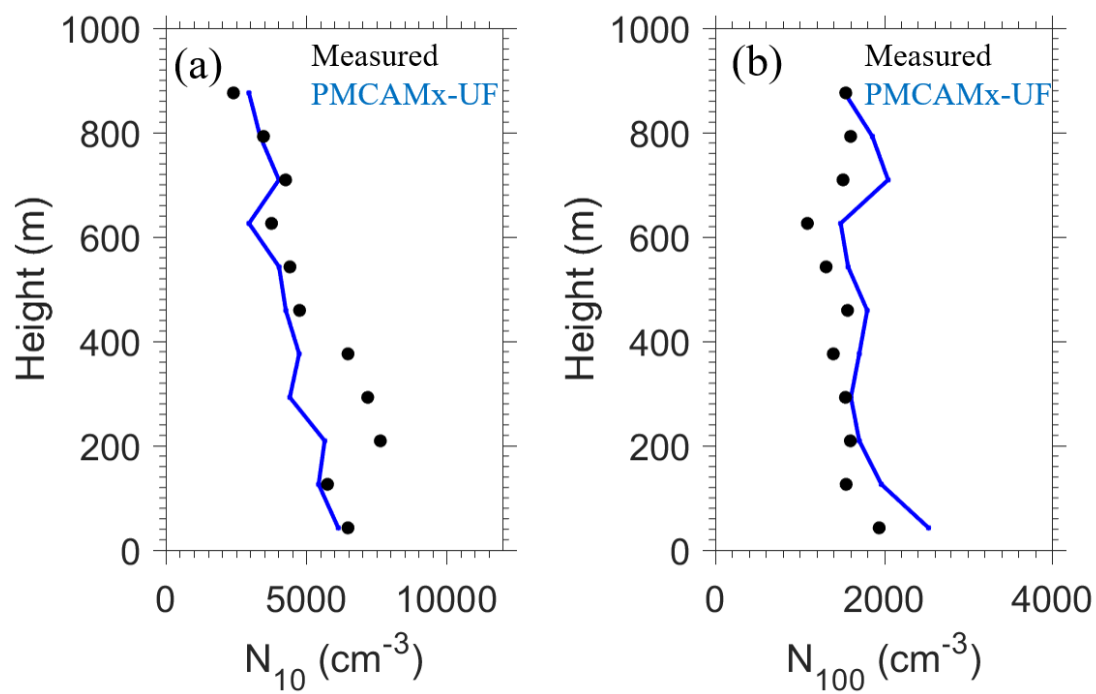 (a)
Measured
PMCAMx-UF
1000
800
600
400
200
0
Height (m)
0 5000 10000
N10 (cm-3)
(b)
Measured
PMCAMx-UF
1000
800
600
400
200
0
Height (m)
0 2000 4000
N100 (cm-3)